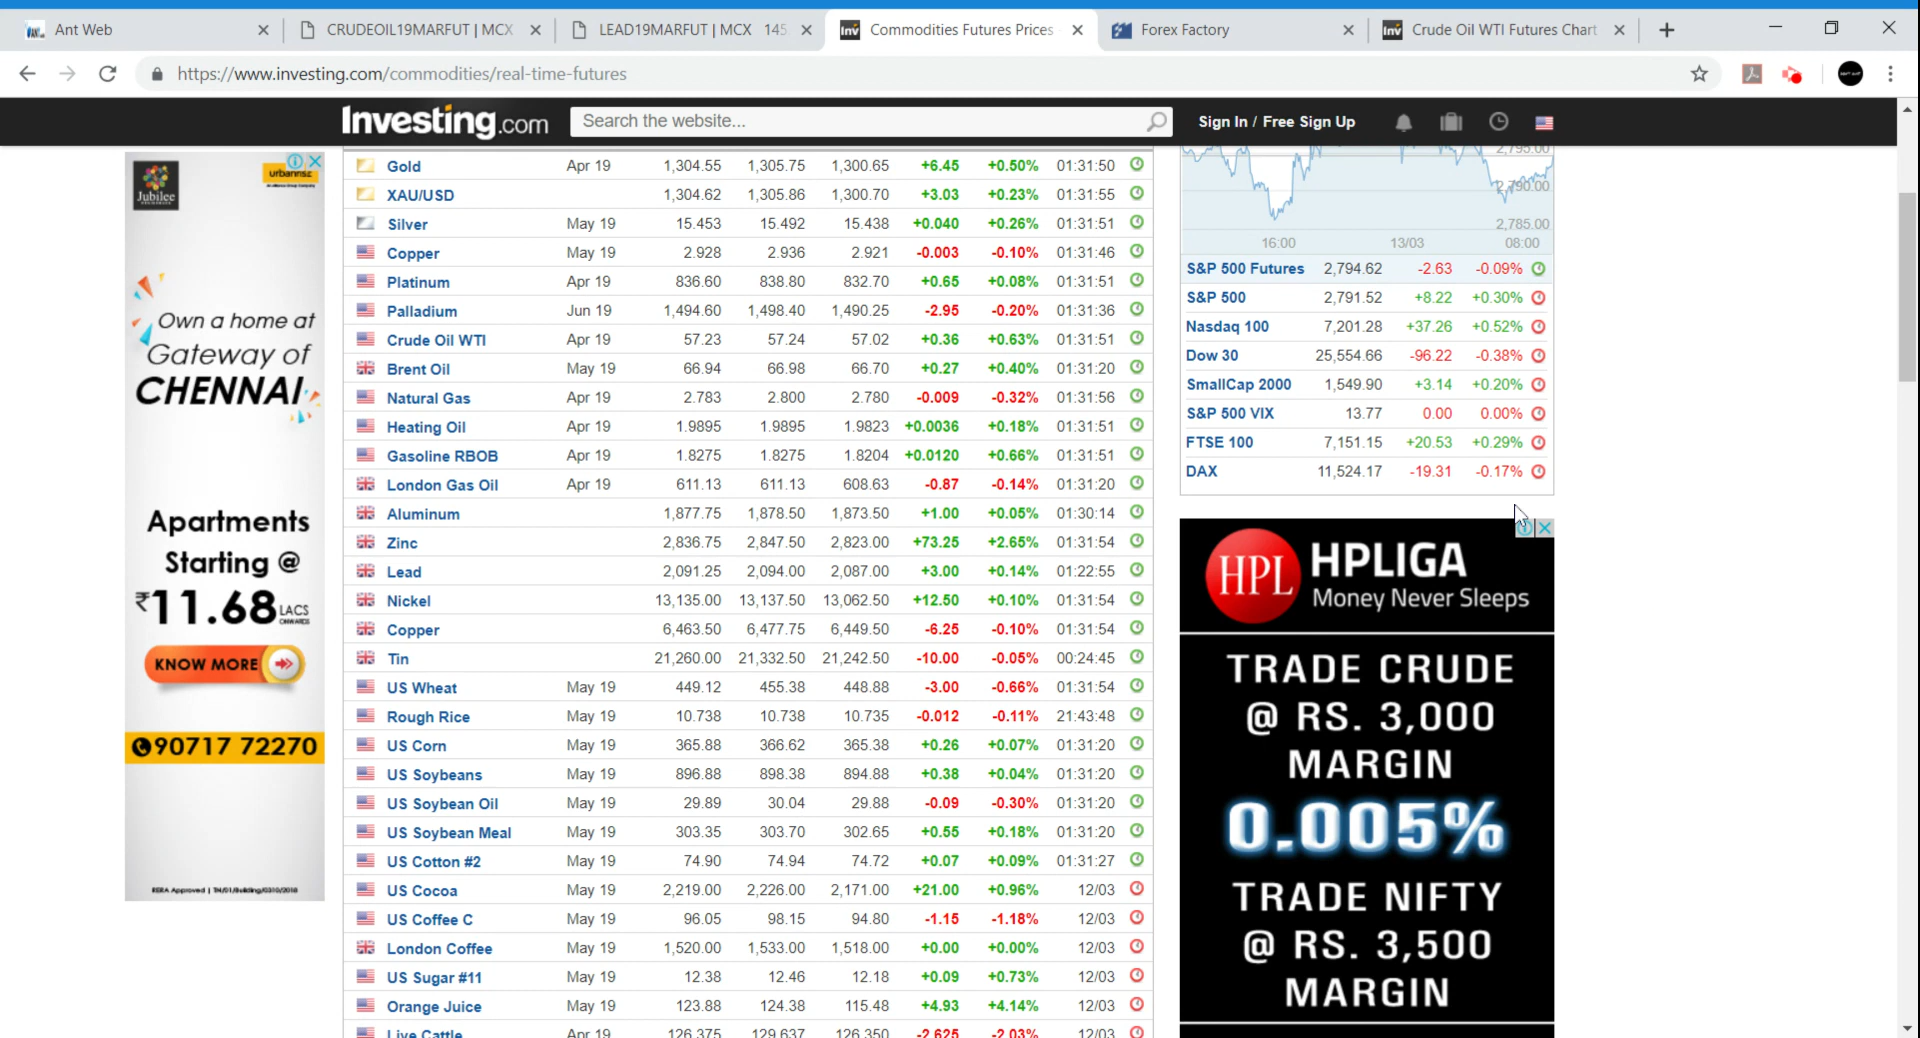 Ant Web
CRUDEOIL19MARFUT | MCX
LEAD19MARFUT | MCX 145
Inv Commodities Futures Prices
Forex Factory
Inv Crude Oil WTI Futures Chart
https://www.investing.com/commodities/real-time-futures
Investing.com
Search the website...
Sign In / Free Sign Up
Jubilee
Own a home at
Gateway of
CHENNAI
Apartments
Starting @
₹11.68 LACS
ONWARDS
KNOW MORE
90717 72270
Gold Apr 19 1,304.55 1,305.75 1,300.65 +6.45 +0.50% 01:31:50
XAU/USD 1,304.62 1,305.86 1,300.70 +3.03 +0.23% 01:31:55
Silver May 19 15.453 15.492 15.438 +0.040 +0.26% 01:31:51
Copper May 19 2.928 2.936 2.921 -0.003 -0.10% 01:31:46
Platinum Apr 19 836.60 838.80 832.70 +0.65 +0.08% 01:31:51
Palladium Jun 19 1,494.60 1,498.40 1,490.25 -2.95 -0.20% 01:31:36
Crude Oil WTI Apr 19 57.23 57.24 57.02 +0.36 +0.63% 01:31:51
Brent Oil May 19 66.94 66.98 66.70 +0.27 +0.40% 01:31:20
Natural Gas Apr 19 2.783 2.800 2.780 -0.009 -0.32% 01:31:56
Heating Oil Apr 19 1.9895 1.9895 1.9823 +0.0036 +0.18% 01:31:51
Gasoline RBOB Apr 19 1.8275 1.8275 1.8204 +0.0120 +0.66% 01:31:51
London Gas Oil Apr 19 611.13 611.13 608.63 -0.87 -0.14% 01:31:20
Aluminum 1,877.75 1,878.50 1,873.50 +1.00 +0.05% 01:30:14
Zinc 2,836.75 2,847.50 2,823.00 +73.25 +2.65% 01:31:54
Lead 2,091.25 2,094.00 2,087.00 +3.00 +0.14% 01:22:55
Nickel 13,135.00 13,137.50 13,062.50 +12.50 +0.10% 01:31:54
Copper 6,463.50 6,477.75 6,449.50 -6.25 -0.10% 01:31:54
Tin 21,260.00 21,332.50 21,242.50 -10.00 -0.05% 00:24:45
US Wheat May 19 449.12 455.38 448.88 -3.00 -0.66% 01:31:54
Rough Rice May 19 10.738 10.738 10.735 -0.012 -0.11% 21:43:48
US Corn May 19 365.88 366.62 365.38 +0.26 +0.07% 01:31:20
US Soybeans May 19 896.88 898.38 894.88 +0.38 +0.04% 01:31:20
US Soybean Oil May 19 29.89 30.04 29.88 -0.09 -0.30% 01:31:20
US Soybean Meal May 19 303.35 303.70 302.65 +0.55 +0.18% 01:31:20
US Cotton #2 May 19 74.90 74.94 74.72 +0.07 +0.09% 01:31:27
US Cocoa May 19 2,219.00 2,226.00 2,171.00 +21.00 +0.96% 12/03
US Coffee C May 19 96.05 98.15 94.80 -1.15 -1.18% 12/03
London Coffee May 19 1,520.00 1,533.00 1,518.00 +0.00 +0.00% 12/03
US Sugar #11 May 19 12.38 12.46 12.18 +0.09 +0.73% 12/03
Orange Juice May 19 123.88 124.38 115.48 +4.93 +4.14% 12/03
Live Cattle Apr 19 126.375 129.637 126.350 -2.625 -2.03% 12/03
2,795.00
2,790.00
2,785.00
16:00 13/03 08:00
S&P 500 Futures 2,794.62 -2.63 -0.09%
S&P 500 2,791.52 +8.22 +0.30%
Nasdaq 100 7,201.28 +37.26 +0.52%
Dow 30 25,554.66 -96.22 -0.38%
SmallCap 2000 1,549.90 +3.14 +0.20%
S&P 500 VIX 13.77 0.00 0.00%
FTSE 100 7,151.15 +20.53 +0.29%
DAX 11,524.17 -19.31 -0.17%
HPL HPLIGA
Money Never Sleeps
TRADE CRUDE
@ RS. 3,000
MARGIN
0.005%
TRADE NIFTY
@ RS. 3,500
MARGIN